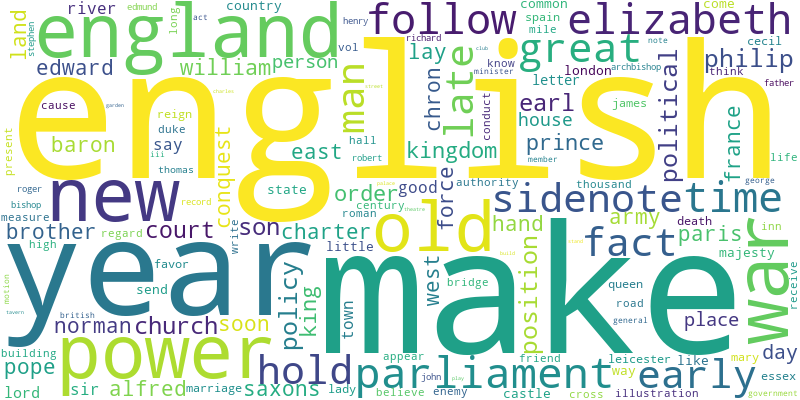 river edmund long country common come
land stephen act follow elizabeth
england vol henry spain mile cecil
edward william person lay great philip
english
cause reign man late chron know london archbishop think father
duke earl letter james
baron say conquest hall kingdom house political france
present iii thomas east robert conduct prince member life
roger state order good authority thousand george
new record force sidenote time
bishop son charter century roman old hand army death inn
measure brother regard court write little west fact paris majesty
high favor policy king town bridge position queen war
year send make road receive
motion british norman church soon general place
tavern power hold appear friend leicester like mary day
building pope marriage john parliament way early essex
lord sir alfred saxons lady believe enemy play castle cross illustration government
richard club note minister garden charles street
theatre build